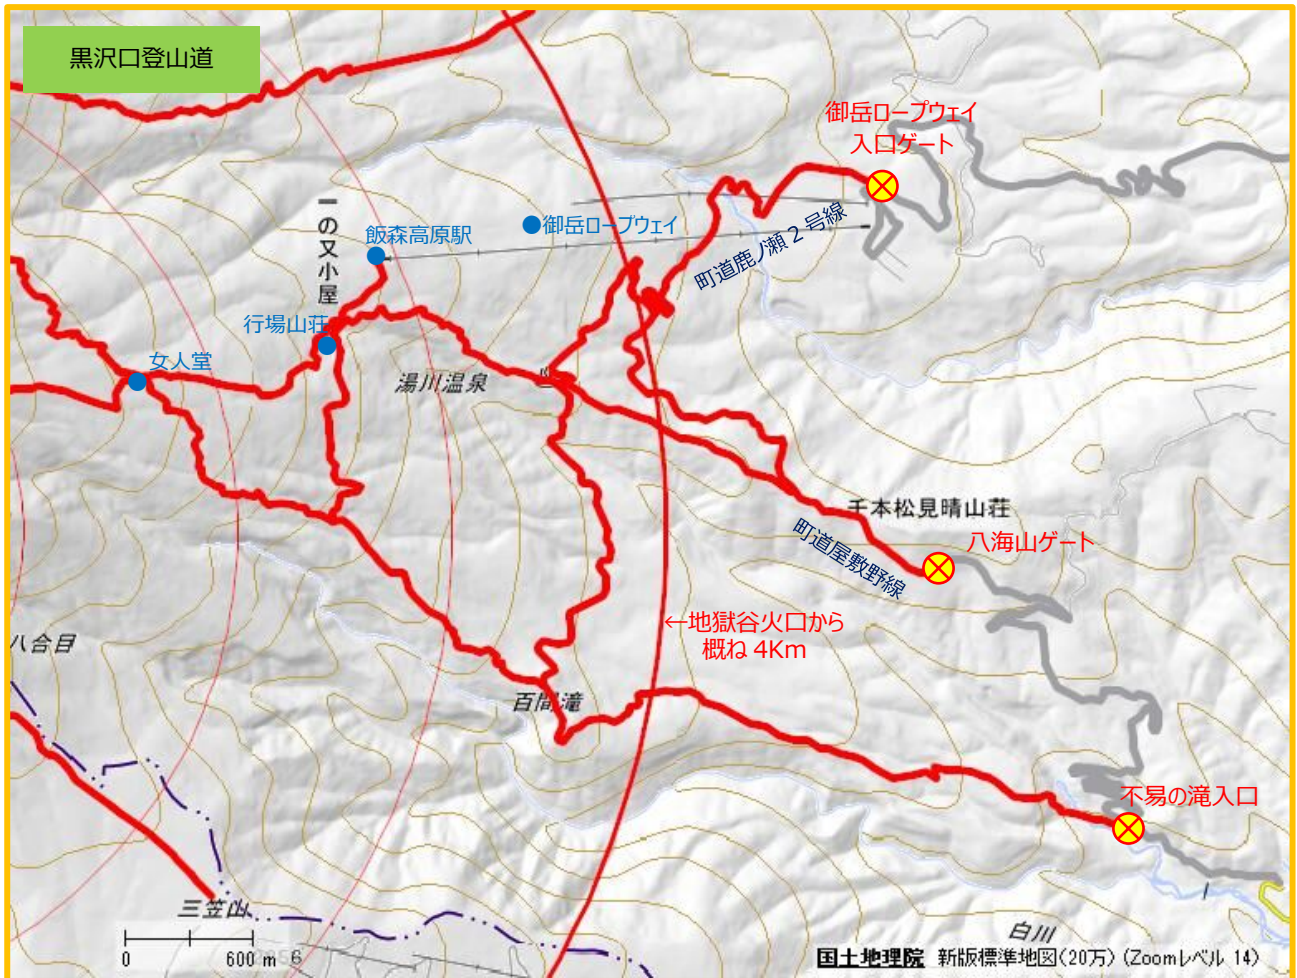 黒沢口登山道
御岳ロープウェイ
入口ゲート
一の又小屋
飯森高原駅
御岳ロープウェイ
町道鹿ノ瀬2号線
行場山荘
女人堂
湯川温泉
千本松見晴山荘
八海山ゲート
町道屋敷野線
←地獄谷火口から
概ね 4Km
八合目
百間滝
不易の滝入口
三笠山
白川
0 600 m
国土地理院 新版標準地図(20万) (Zoomレベル 14)